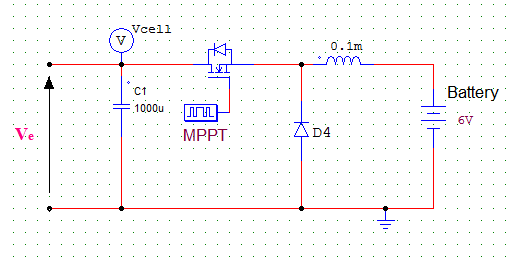 Vcell
V
0.1m
C1
1000u
Battery
6V
Ve
MPPT
D4